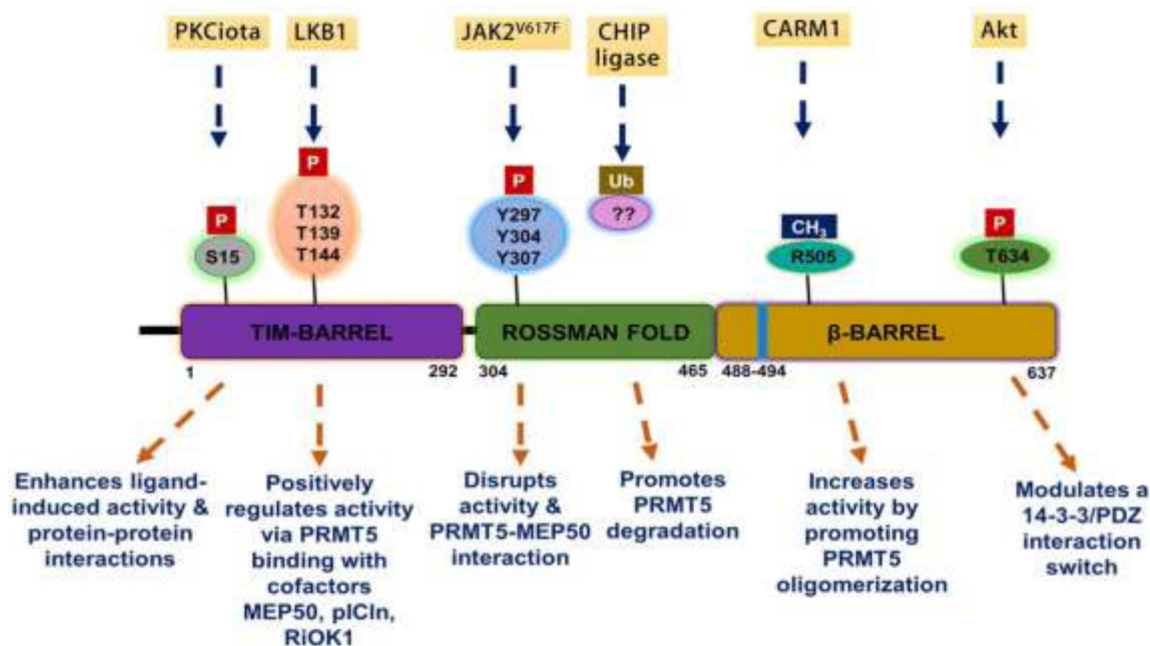 PKCiota
LKB1
JAK2V617F
CHIP
ligase
CARM1
Akt
P
S15
P
T132
T139
T144
P
Y297
Y304
Y307
Ub
??
CH3
R505
P
T634
TIM-BARREL
ROSSMAN FOLD
β-BARREL
1
292
304
465
488-494
637
Enhances ligand-
induced activity &
protein-protein
interactions
Positively
regulates activity
via PRMT5
binding with
cofactors
MEP50, pICln,
RiOK1
Disrupts
activity &
PRMT5-MEP50
interaction
Promotes
PRMT5
degradation
Increases
activity by
promoting
PRMT5
oligomerization
Modulates a
14-3-3/PDZ
interaction
switch